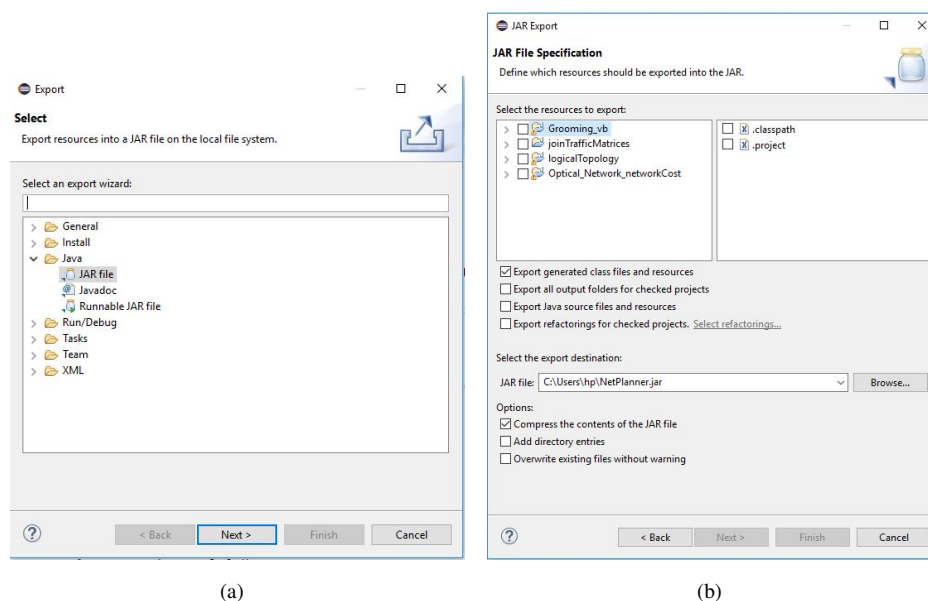 Export
Select
Export resources into a JAR file on the local file system.
Select an export wizard:
General
Install
Java
JAR file
Javadoc
Runnable JAR file
Run/Debug
Tasks
Team
XML
< Back
Next >
Finish
Cancel
(a)
JAR Export
JAR File Specification
Define which resources should be exported into the JAR.
Select the resources to export:
Grooming_vb
joinTrafficMatrices
logicalTopology
Optical_Network_networkCost
.classpath
.project
Export generated class files and resources
Export all output folders for checked projects
Export Java source files and resources
Export refactorings for checked projects. Select refactorings...
Select the export destination:
JAR file: C:\Users\hp\NetPlanner.jar Browse...
Options:
Compress the contents of the JAR file
Add directory entries
Overwrite existing files without warning
< Back
Next >
Finish
Cancel
(b)